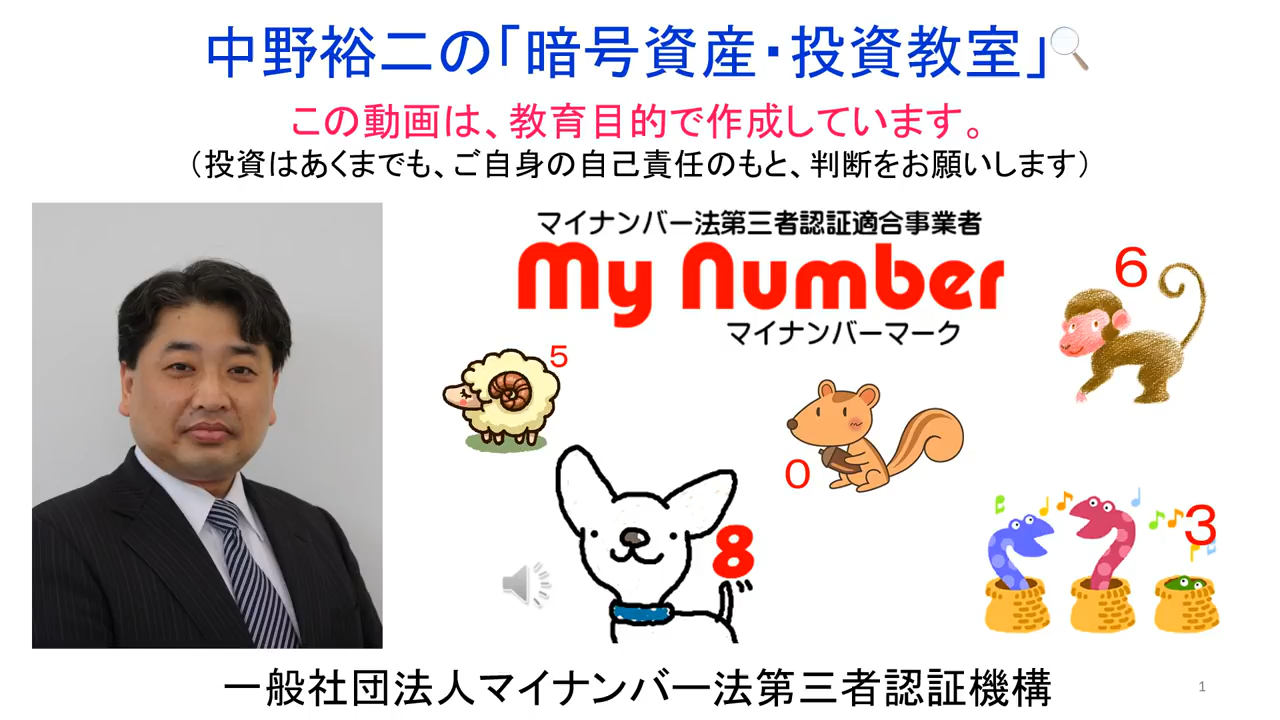 中野裕二の「暗号資産・投資教室」
この動画は、教育目的で作成しています。
（投資はあくまでも、ご自身の自己責任のもと、判断をお願いします）
マイナンバー法第三者認証適合事業者
My Number
マイナンバーマーク
6
5
0
8
3
一般社団法人マイナンバー法第三者認証機構
1